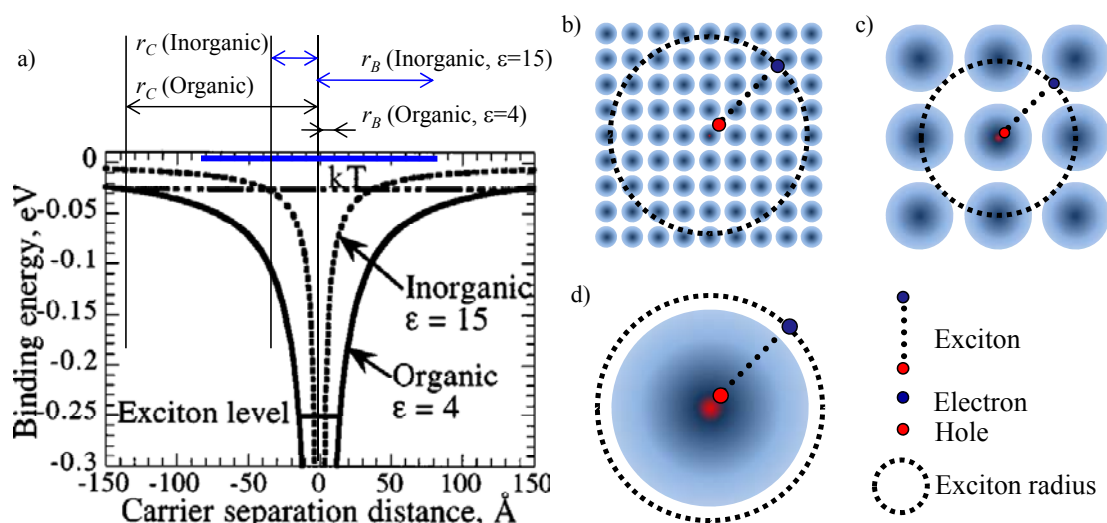 a)
r_C (Inorganic)
r_B (Inorganic, ε=15)
r_C (Organic)
r_B (Organic, ε=4)
Binding energy, eV
0
-0.05
-0.1
-0.15
-0.2
-0.25
-0.3
kT
Inorganic
ε = 15
Organic
ε = 4
Exciton level
-150 -100 -50 0 50 100 150
Carrier separation distance, Å
b)
c)
d)
Exciton
Electron
Hole
Exciton radius